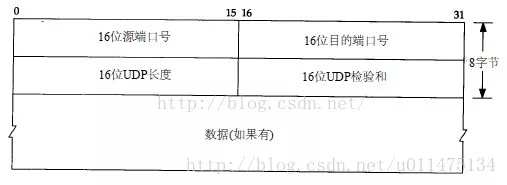 0 15 16 31
16位源端口号 16位目的端口号
8字节
16位UDP长度 16位UDP检验和
http://blog.csdn.net/
数据(如果有)
http://blog.csdn.net/u011475134